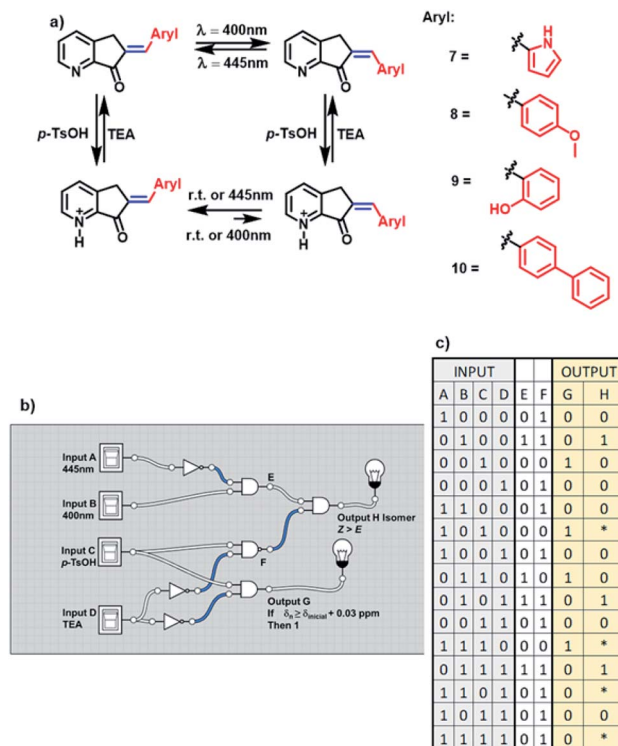 a)
Aryl
λ = 400nm
λ = 445nm
Aryl
N
O
N
O
p-TsOH
TEA
p-TsOH
TEA
Aryl
r.t. or 445nm
r.t. or 400nm
Aryl
N+
H
O
N+
H
O
Aryl:
7 =
H
N
8 =
O
9 =
HO
10 =
b)
Input A
445nm
Input B
400nm
Input C
p-TsOH
Input D
TEA
E
F
Output H Isomer
Z > E
Output G
If δn ≥ δinicial + 0.03 ppm
Then 1
c)
INPUT OUTPUT
A B C D E F G H
1 0 0 0 0 1 0 0
0 1 0 0 1 1 0 1
0 0 1 0 0 0 1 0
0 0 0 1 0 1 0 0
1 1 0 0 0 1 0 0
1 0 1 0 0 0 1 *
1 0 0 1 0 1 0 0
0 1 1 0 1 0 1 0
0 1 0 1 1 1 0 1
0 0 1 1 0 1 0 0
1 1 1 0 0 0 1 *
0 1 1 1 1 1 0 1
1 1 0 1 0 1 0 *
1 0 1 1 0 1 0 0
1 1 1 1 0 1 0 *